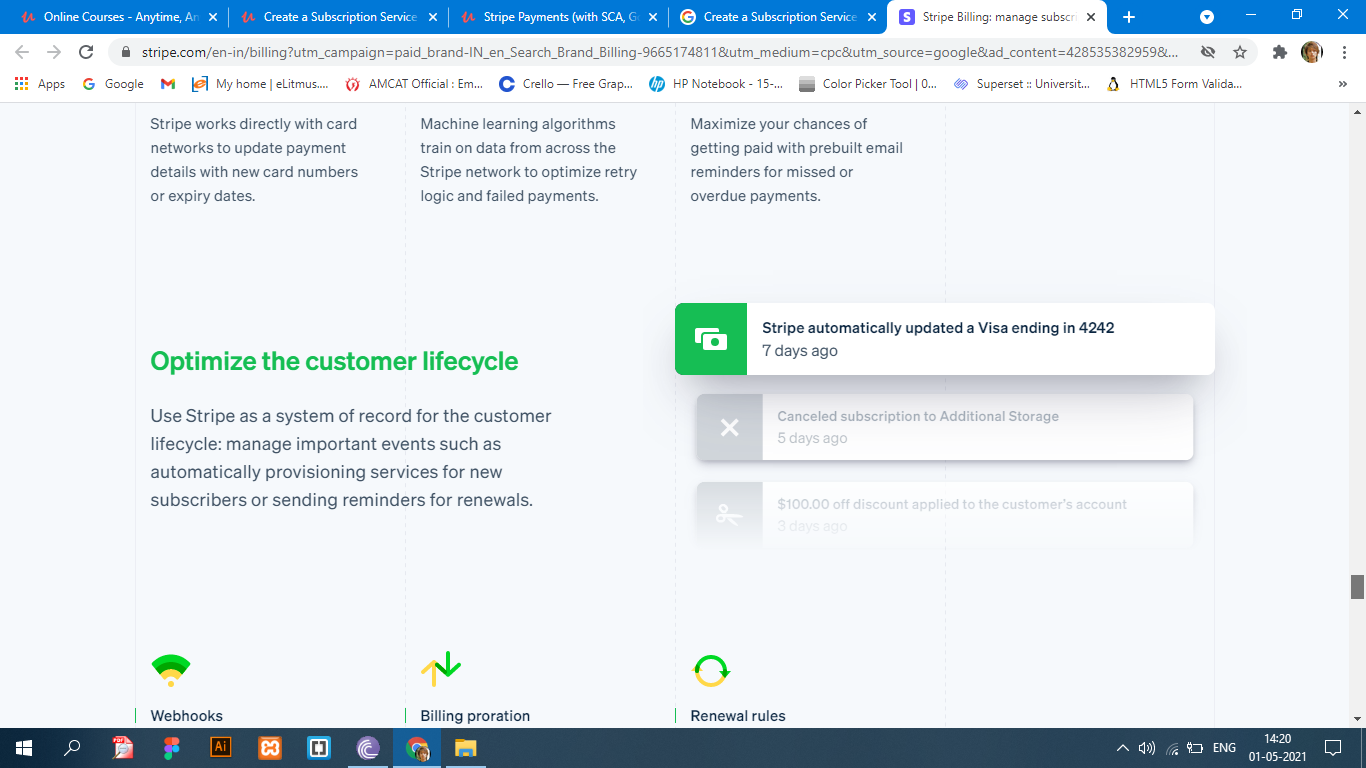 Online Courses - Anytime, An
Create a Subscription Service
Stripe Payments (with SCA, Go
Create a Subscription Service
Stripe Billing: manage subscri
stripe.com/en-in/billing?utm_campaign=paid_brand-IN_en_Search_Brand_Billing-9665174811&utm_medium=cpc&utm_source=google&ad_content=428535382959&...
Apps
Google
My home | eLitmus....
AMCAT Official : Em...
Crello — Free Grap...
HP Notebook - 15-...
Color Picker Tool | 0...
Superset :: Universit...
HTML5 Form Valida...
»
Stripe works directly with card
networks to update payment
details with new card numbers
or expiry dates.
Machine learning algorithms
train on data from across the
Stripe network to optimize retry
logic and failed payments.
Maximize your chances of
getting paid with prebuilt email
reminders for missed or
overdue payments.
Optimize the customer lifecycle
Use Stripe as a system of record for the customer
lifecycle: manage important events such as
automatically provisioning services for new
subscribers or sending reminders for renewals.
Stripe automatically updated a Visa ending in 4242
7 days ago
Canceled subscription to Additional Storage
5 days ago
$100.00 off discount applied to the customer's account
3 days ago
Webhooks
Billing proration
Renewal rules
Ai
ENG
14:20
01-05-2021